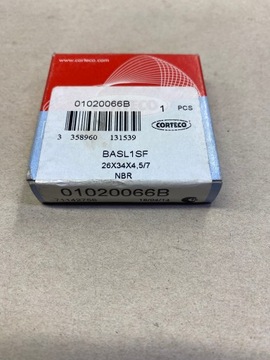 www.corteco.com
01020066B
1 PCS
CORTECO
3 358960 131539
BASL1SF
26X34X4,5/7
NBR
01020066B